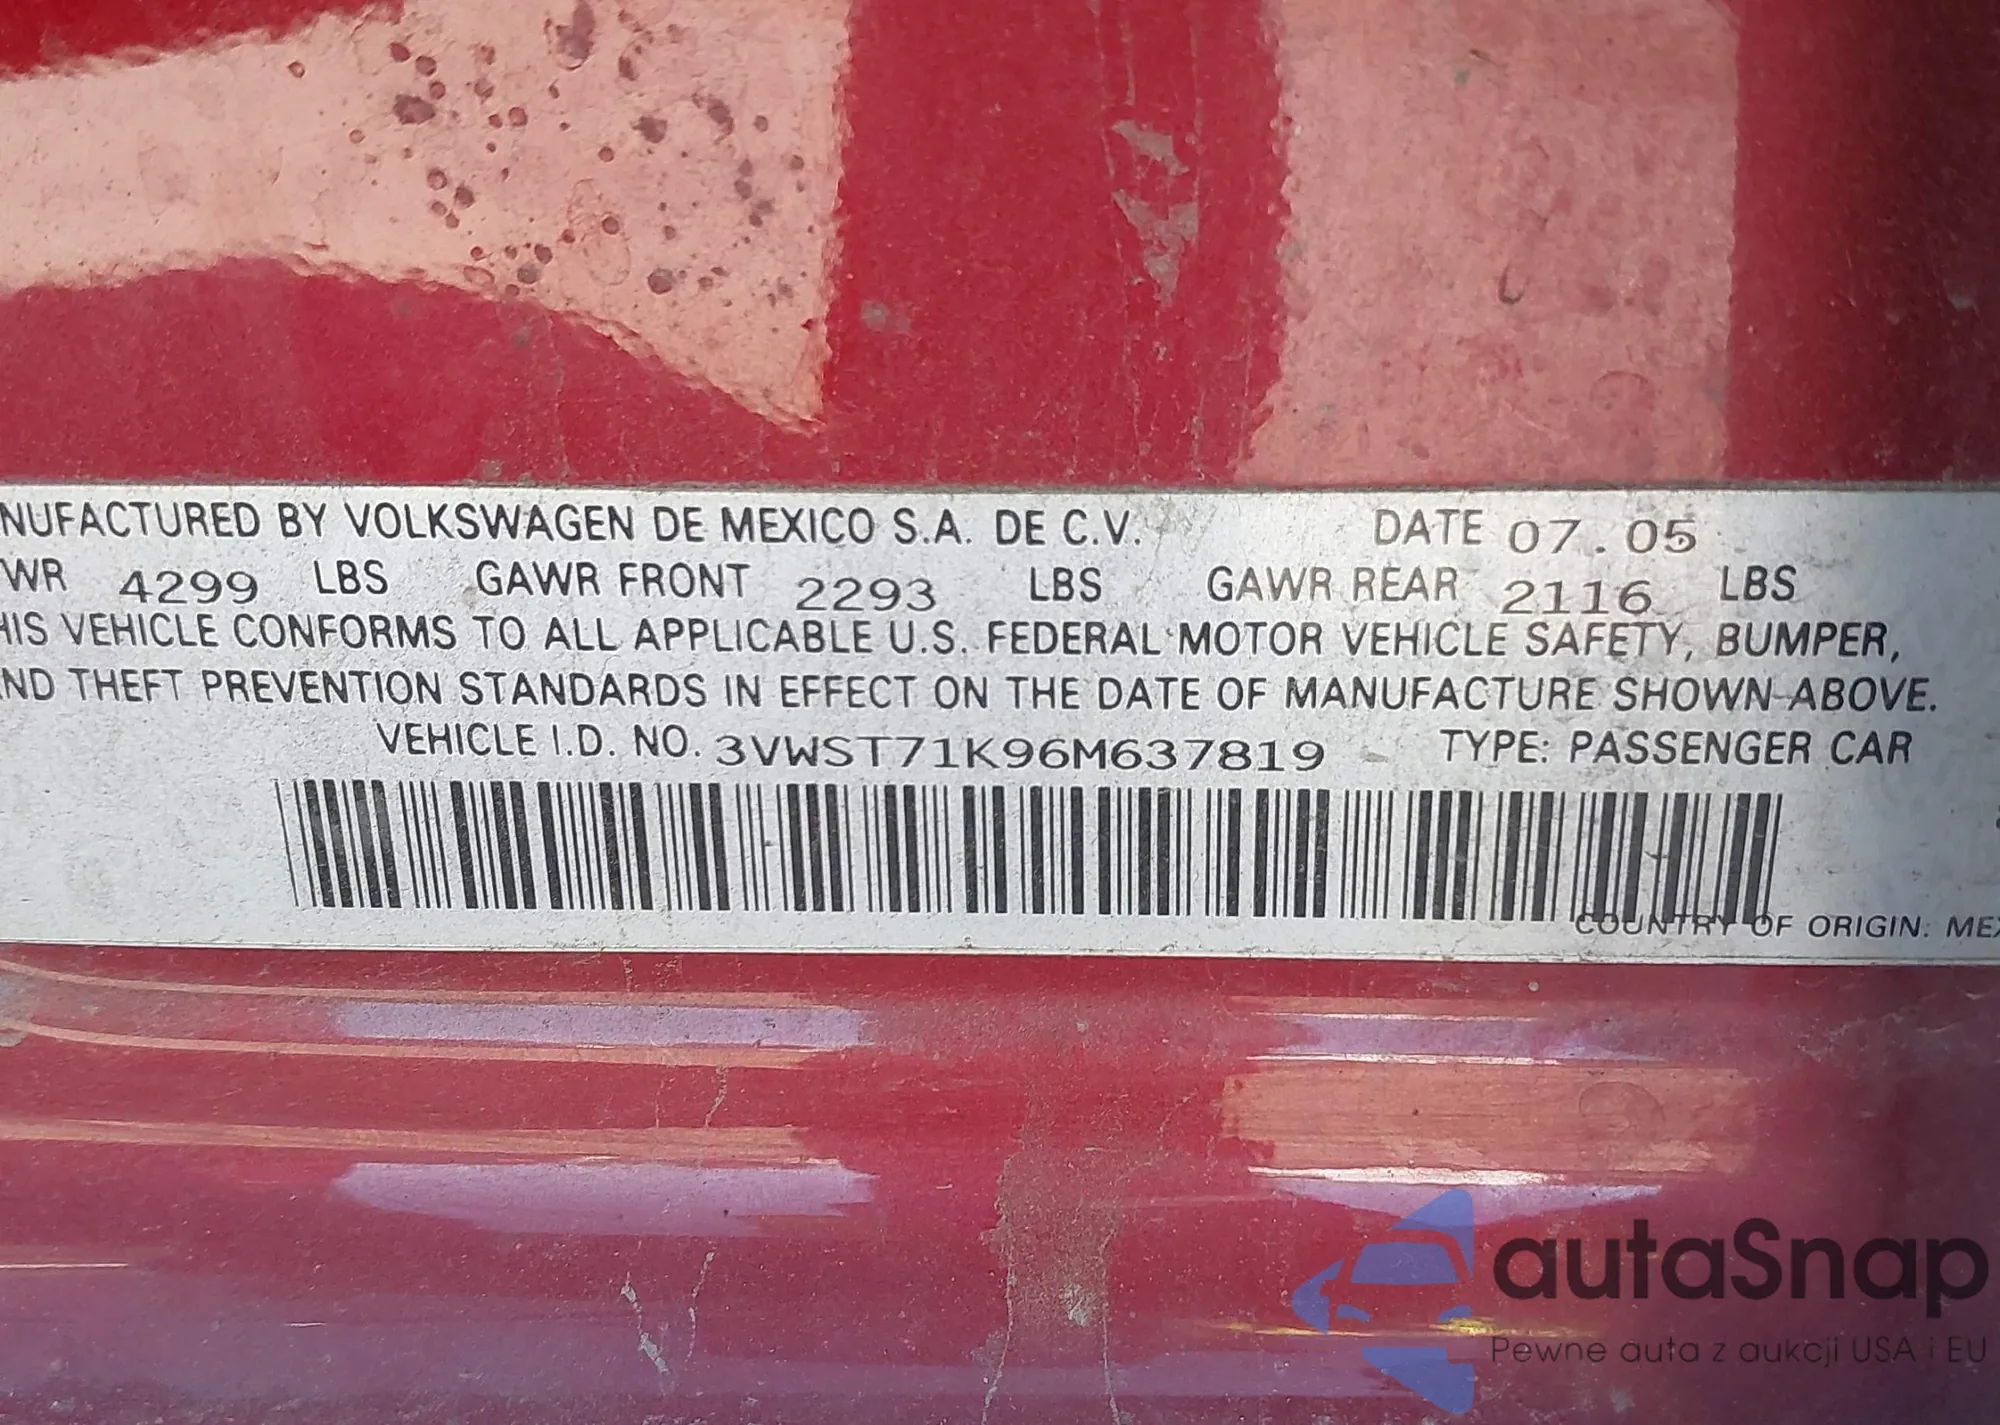 NUFACTURED BY VOLKSWAGEN DE MEXICO S.A. DE C.V. DATE 07.05
WR 4299 LBS GAWR FRONT 2293 LBS GAWR REAR 2116 LBS
HIS VEHICLE CONFORMS TO ALL APPLICABLE U.S. FEDERAL MOTOR VEHICLE SAFETY, BUMPER,
ND THEFT PREVENTION STANDARDS IN EFFECT ON THE DATE OF MANUFACTURE SHOWN ABOVE.
VEHICLE I.D. NO. 3VWST71K96M637819 TYPE: PASSENGER CAR
COUNTRY OF ORIGIN: MEX
autaSnap
Pewne auta z aukcji USA i EU